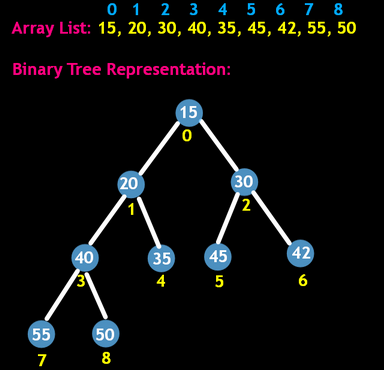 0 1 2 3 4 5 6 7 8
Array List: 15, 20, 30, 40, 35, 45, 42, 55, 50
Binary Tree Representation:
15
0
20 30
1 2
40 35 45 42
3 4 5 6
55 50
7 8